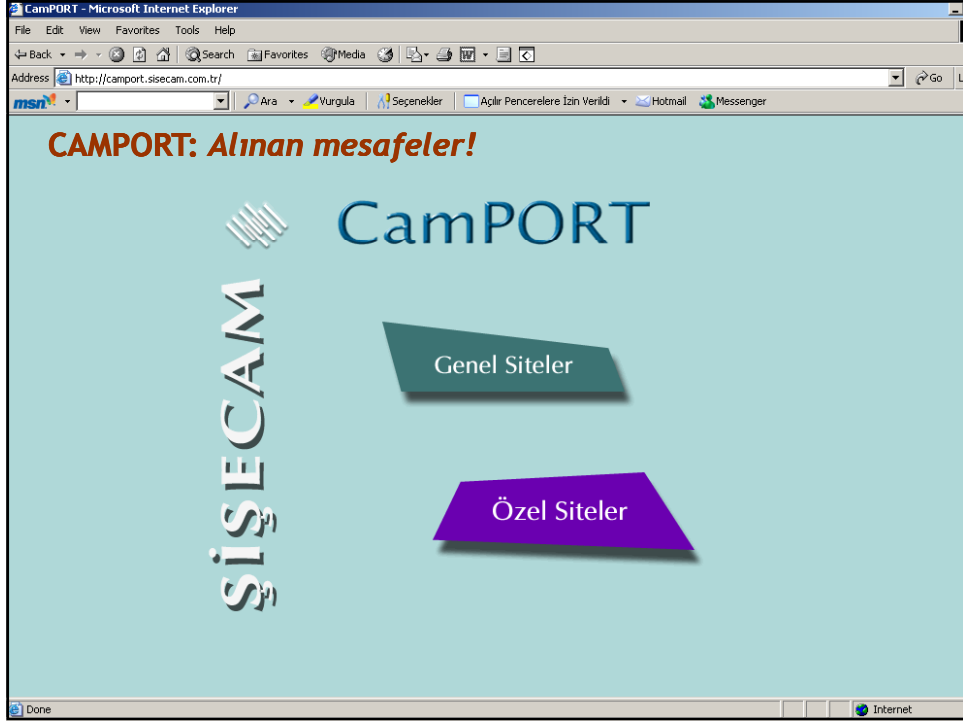 CamPORT - Microsoft Internet Explorer
File Edit View Favorites Tools Help
Back Search Favorites Media
Address http://camport.sisecam.com.tr/ Go
msn Ara Vurgula Seçenekler Açılır Pencerelere İzin Verildi Hotmail Messenger
CAMPORT: Alınan mesafeler!
CamPORT
ŞİŞECAM
Genel Siteler
Özel Siteler
Done Internet